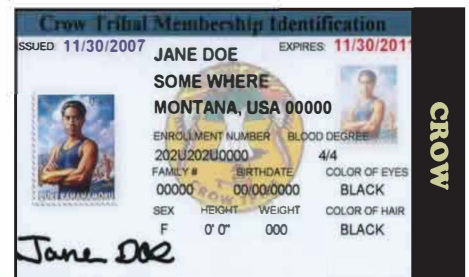 Crow Tribal Membership Identification
ISSUED: 11/30/2007
EXPIRES: 11/30/2011
JANE DOE
SOME WHERE
MONTANA, USA 00000
ENROLLMENT NUMBER BLOOD DEGREE
202U202U0000 4/4
FAMILY # BIRTHDATE COLOR OF EYES
00000 00/00/0000 BLACK
SEX HEIGHT WEIGHT COLOR OF HAIR
F 0' 0" 000 BLACK
Jane Doe
CROW